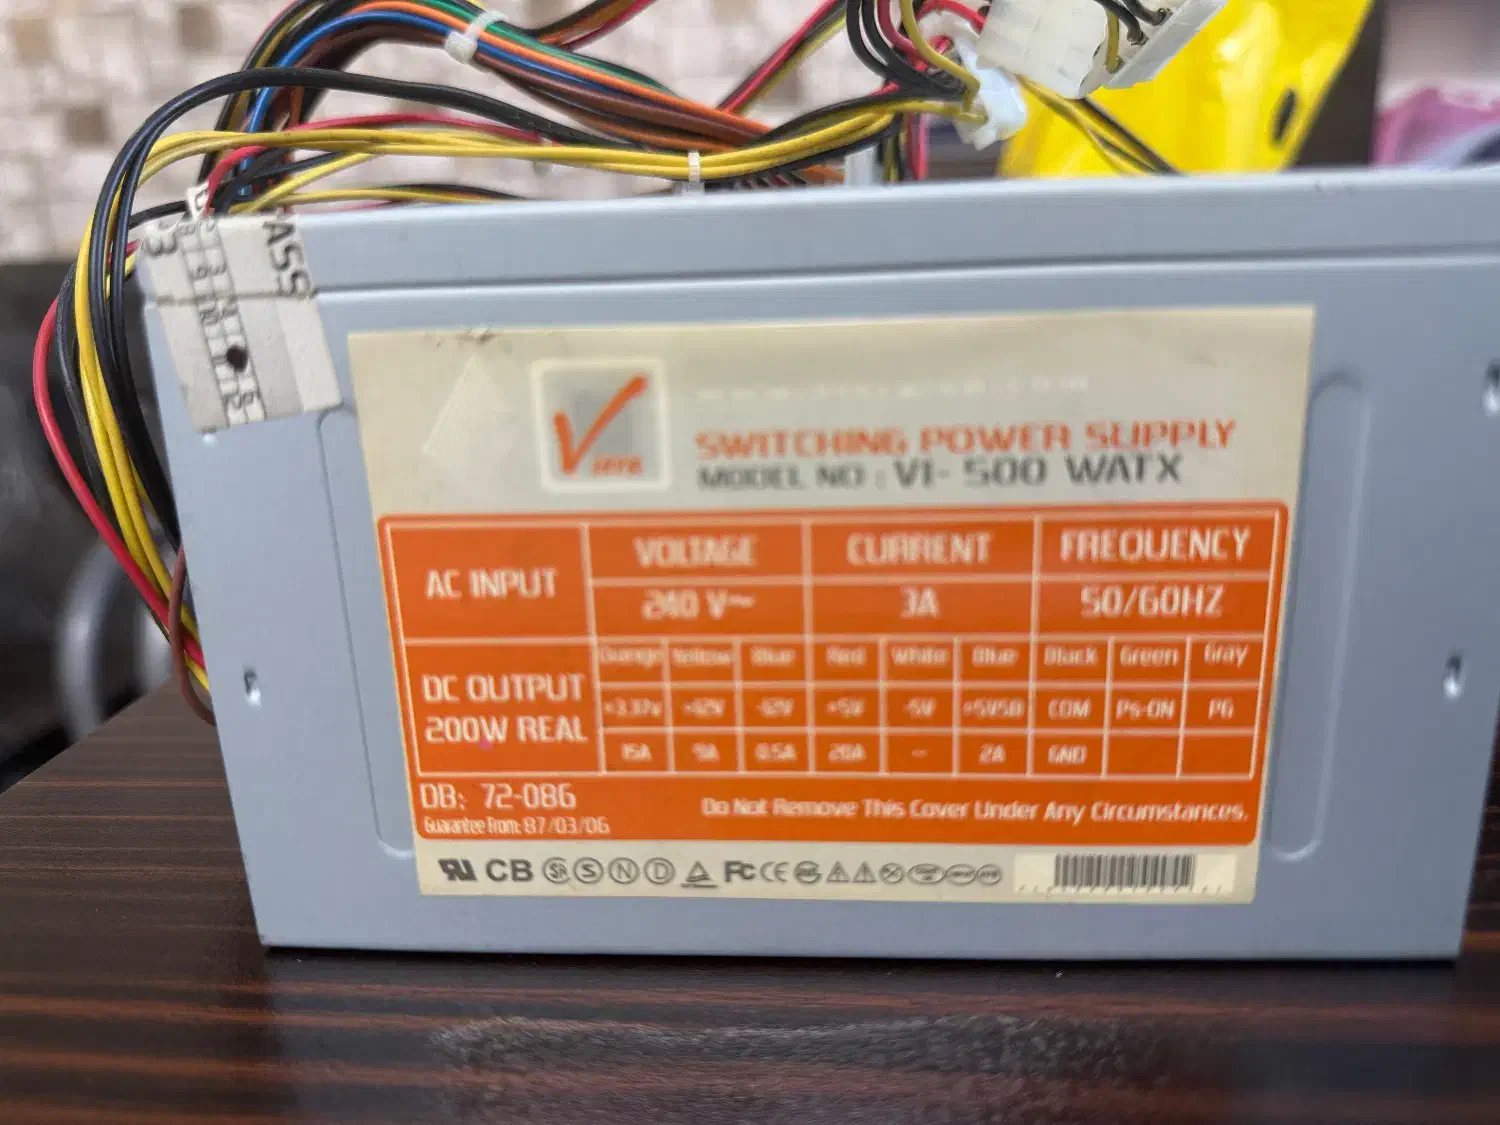 ASS
SWITCHING POWER SUPPLY
MODEL NO : VI- 500 WATX
VOLTAGE CURRENT FREQUENCY
AC INPUT 240 V~ 3A 50/60HZ
Orange Yellow Blue Red White Blue Black Green Gray
DC OUTPUT +12V -12V +5V -5V +5VSB COM Ps-ON PG
200W REAL 15A 9A 0.5A 20A - 2A GND
DB: 72-086
Guarantee From: 87/03/06
Do Not Remove This Cover Under Any Circumstances.
CB S N D FC CE